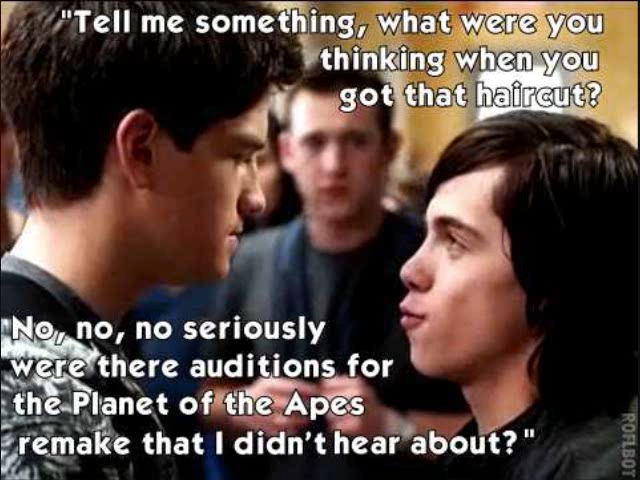 "Tell me something, what were you
thinking when you
got that haircut?
"No, no, no seriously
were there auditions for
the Planet of the Apes
remake that I didn't hear about?"
ROFLBOT